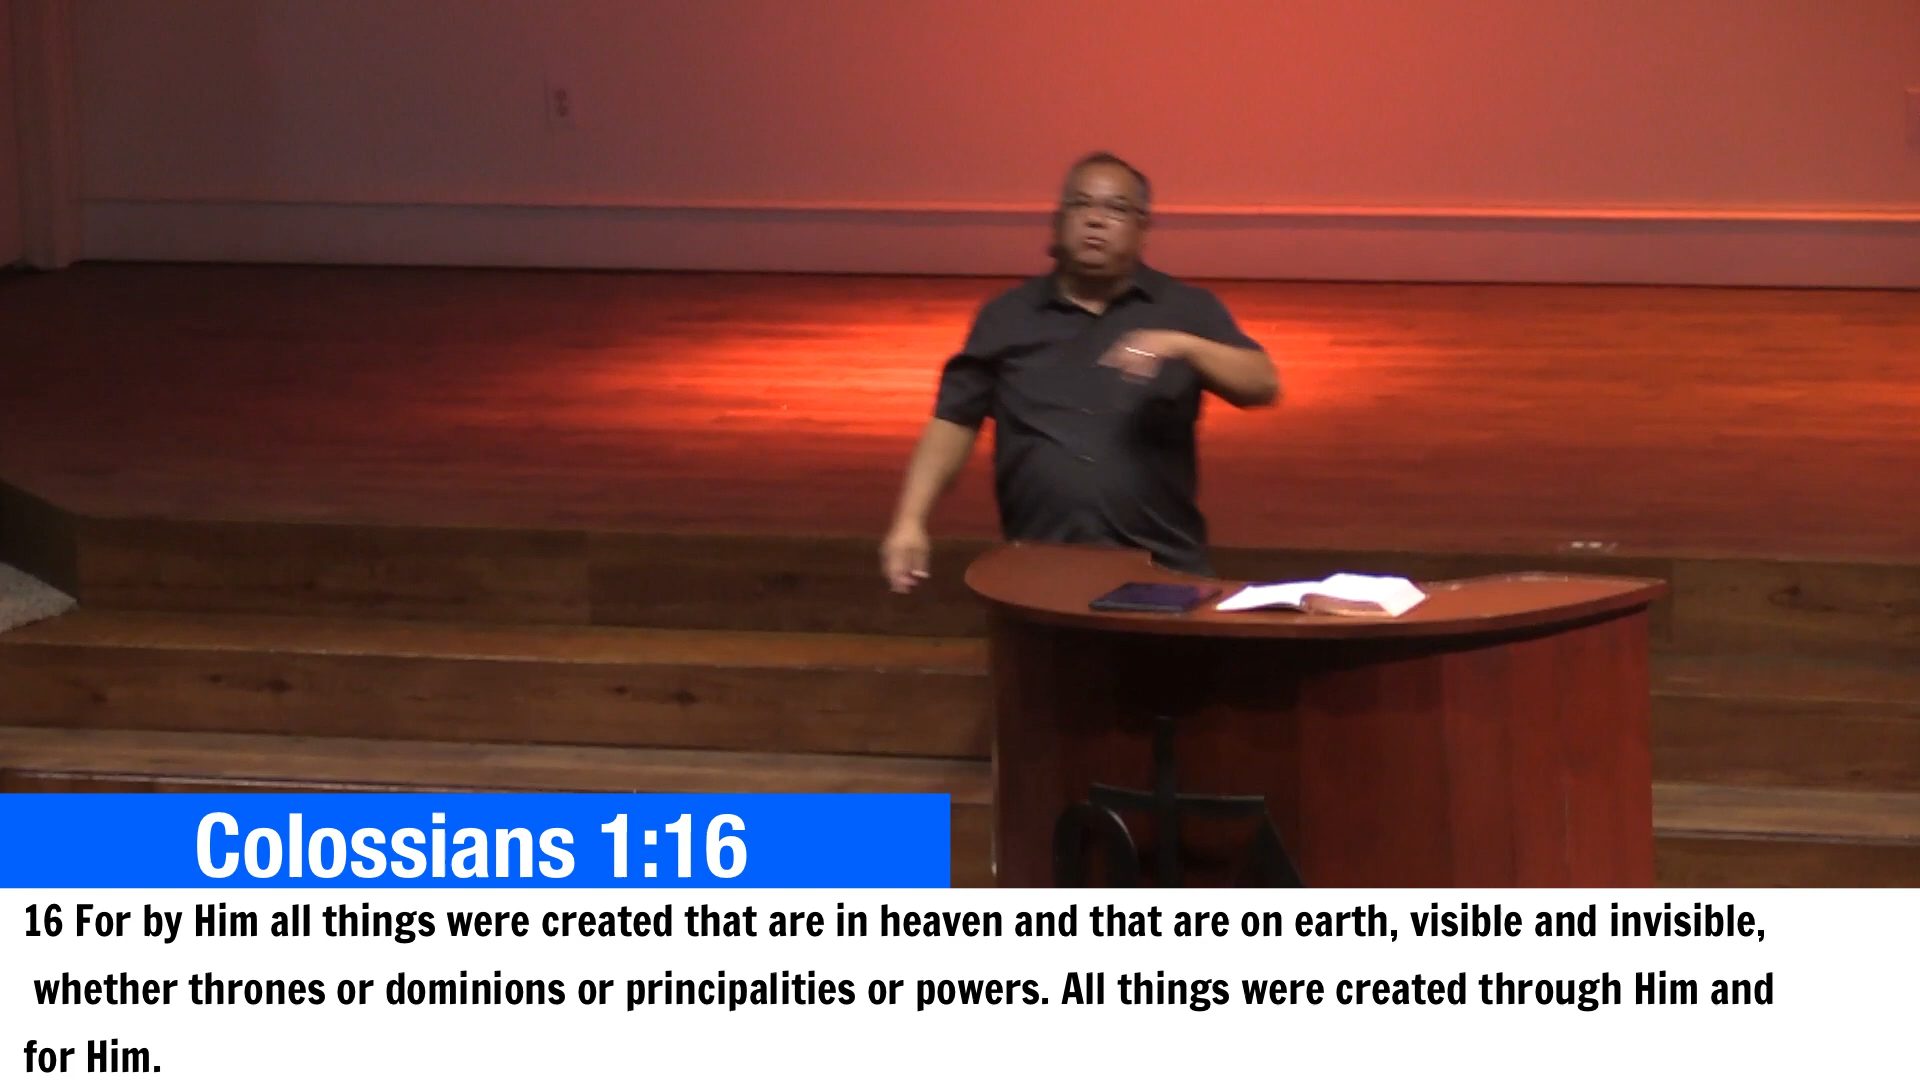 Colossians 1:16
16 For by Him all things were created that are in heaven and that are on earth, visible and invisible,
whether thrones or dominions or principalities or powers. All things were created through Him and
for Him.